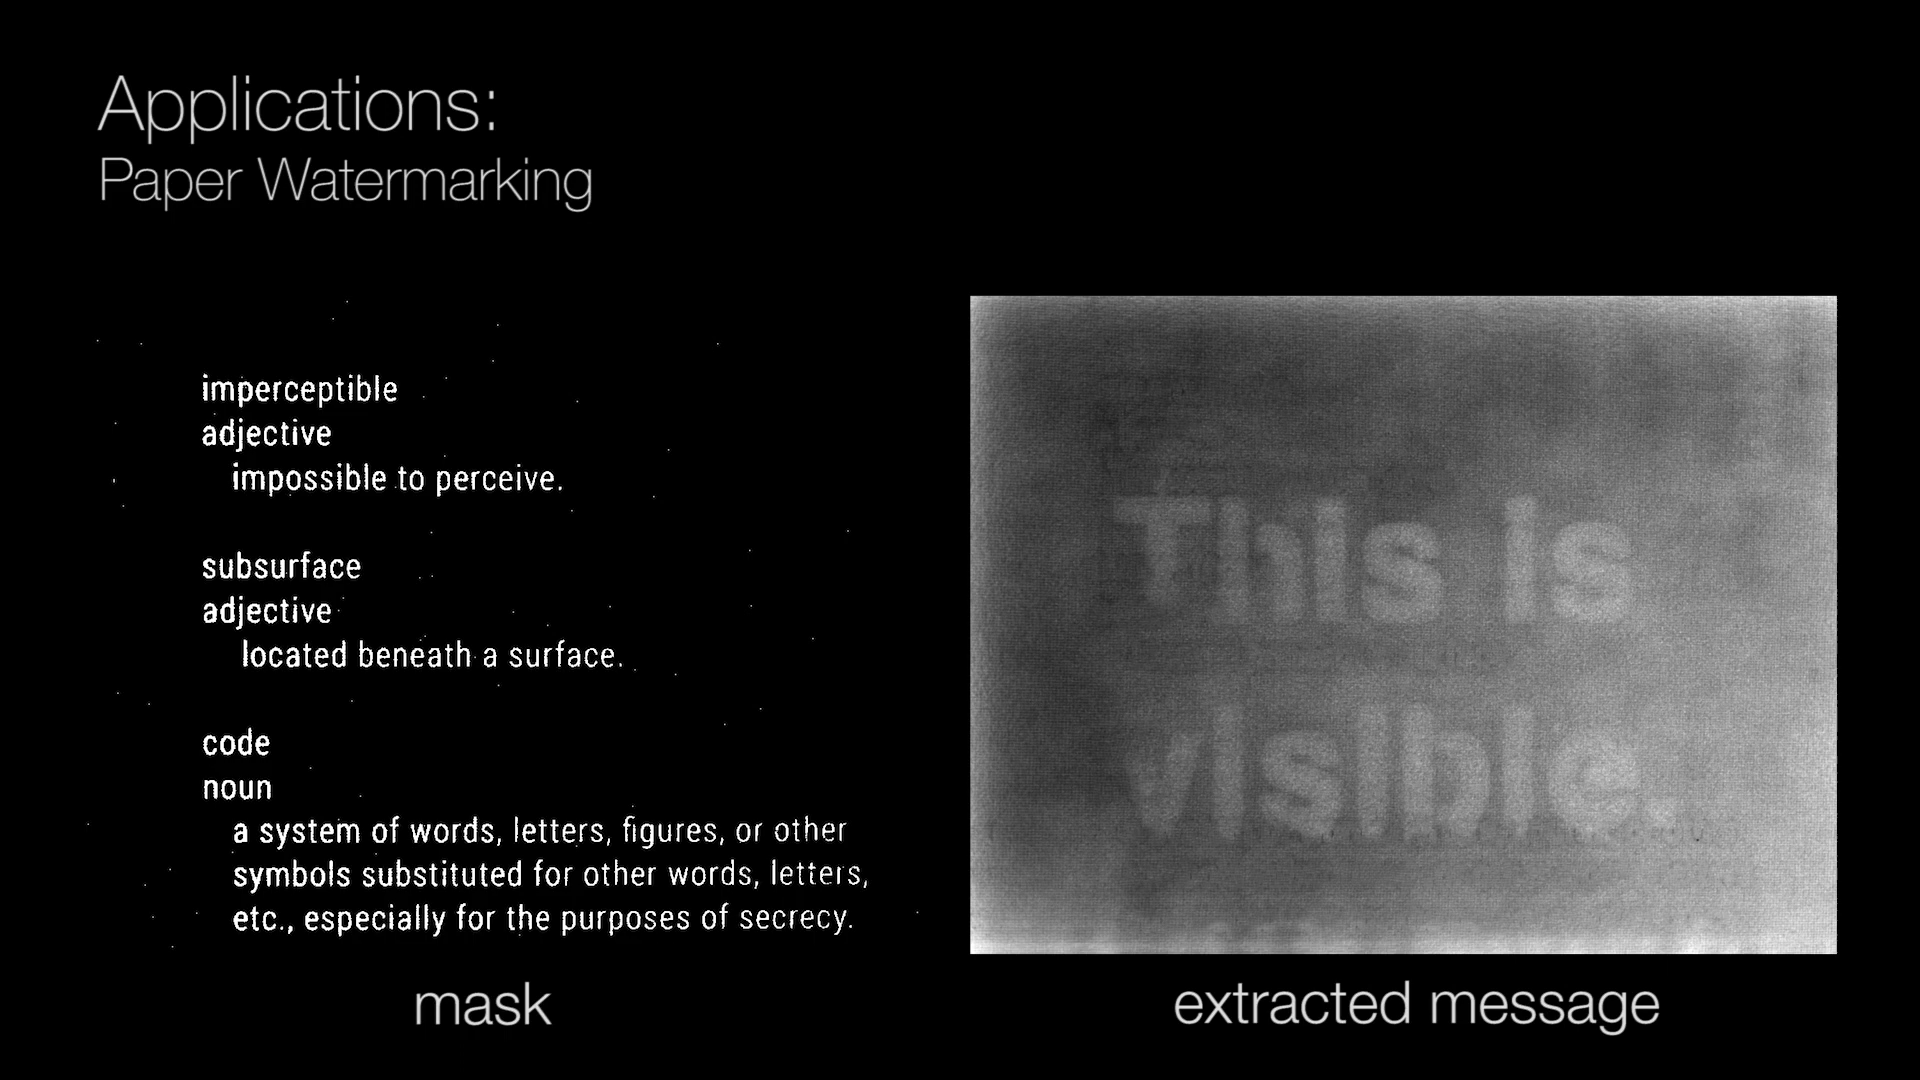 Applications:
Paper Watermarking
imperceptible
adjective
impossible to perceive.
subsurface
adjective
located beneath a surface.
code
noun
a system of words, letters, figures, or other
symbols substituted for other words, letters,
etc., especially for the purposes of secrecy.
mask
This is
visible.
extracted message